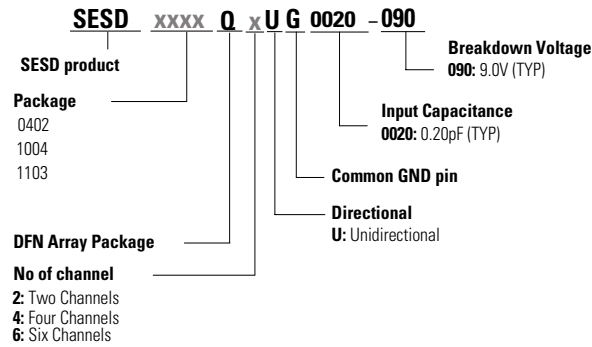 SESD xxxx Q x U G 0020 - 090
Breakdown Voltage
090: 9.0V (TYP)
SESD product
Package
0402
1004
1103
Input Capacitance
0020: 0.20pF (TYP)
Common GND pin
Directional
U: Unidirectional
DFN Array Package
No of channel
2: Two Channels
4: Four Channels
6: Six Channels